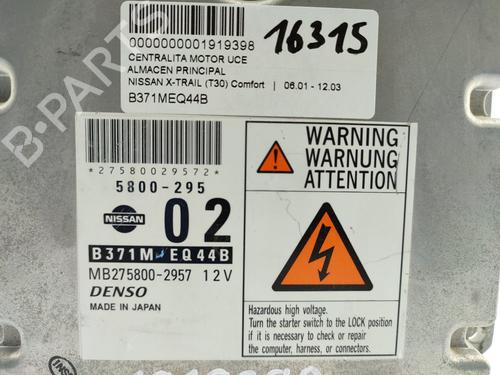 0000000001919398
16315
CENTRALITA MOTOR UCE
ALMACEN PRINCIPAL
NISSAN X-TRAIL (T30) Comfort | 06.01 - 12.03
B371MEQ44B
*27580029572*
5800-295
NISSAN
02
B371M EQ44B
MB275800-2957 12V
DENSO
MADE IN JAPAN
WARNING
WARNUNG
ATTENTION
Hazardous high voltage.
Turn the starter switch to the LOCK position
if it is necessary to check or repair
the computer, harness, or connectors.